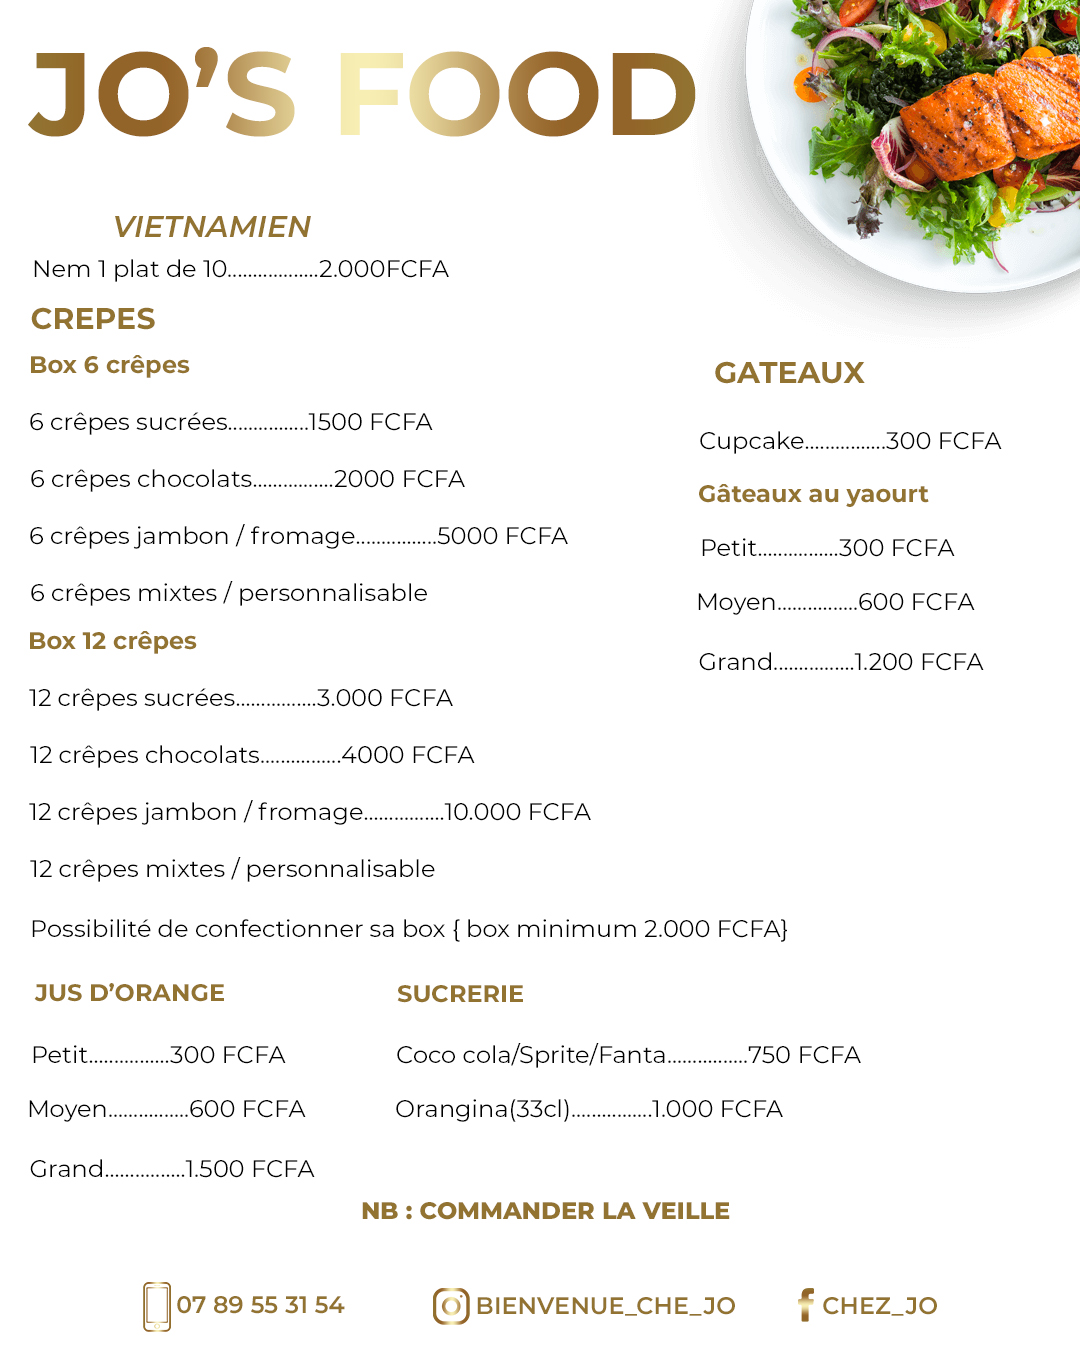 JO'S FOOD
VIETNAMIEN
Nem 1 plat de 10..................2.000FCFA
CREPES
Box 6 crêpes
6 crêpes sucrées................1500 FCFA
6 crêpes chocolats................2000 FCFA
6 crêpes jambon / fromage................5000 FCFA
6 crêpes mixtes / personnalisable
Box 12 crêpes
12 crêpes sucrées................3.000 FCFA
12 crêpes chocolats................4000 FCFA
12 crêpes jambon / fromage................10.000 FCFA
12 crêpes mixtes / personnalisable
Possibilité de confectionner sa box { box minimum 2.000 FCFA}
GATEAUX
Cupcake................300 FCFA
Gâteaux au yaourt
Petit................300 FCFA
Moyen................600 FCFA
Grand................1.200 FCFA
JUS D'ORANGE
Petit................300 FCFA
Moyen................600 FCFA
Grand................1.500 FCFA
SUCRERIE
Coco cola/Sprite/Fanta................750 FCFA
Orangina(33cl)................1.000 FCFA
NB : COMMANDER LA VEILLE
07 89 55 31 54
BIENVENUE_CHE_JO
CHEZ_JO